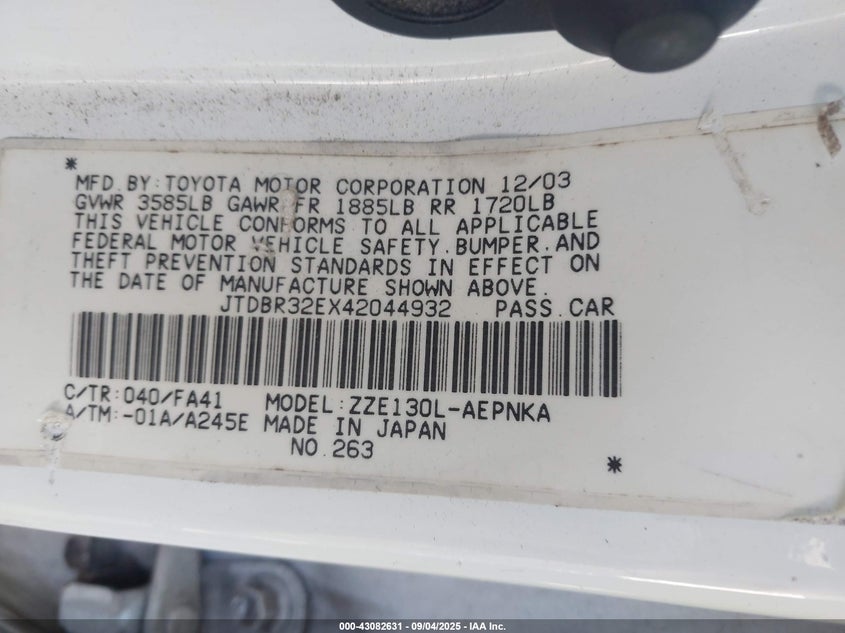 *
MFD.BY:TOYOTA MOTOR CORPORATION 12/03
GVWR 3585LB GAWR FR 1885LB RR 1720LB
THIS VEHICLE CONFORMS TO ALL APPLICABLE
FEDERAL MOTOR VEHICLE SAFETY.BUMPER.AND
THEFT PREVENTION STANDARDS IN EFFECT ON
THE DATE OF MANUFACTURE SHOWN ABOVE.
JTDBR32EX42044932 PASS.CAR
C/TR:040/FA41 MODEL:ZZE130L-AEPNKA
A/TM:-01A/A245E MADE IN JAPAN
NO.263
*
000-43082631 - 09/04/2025 - IAA Inc.